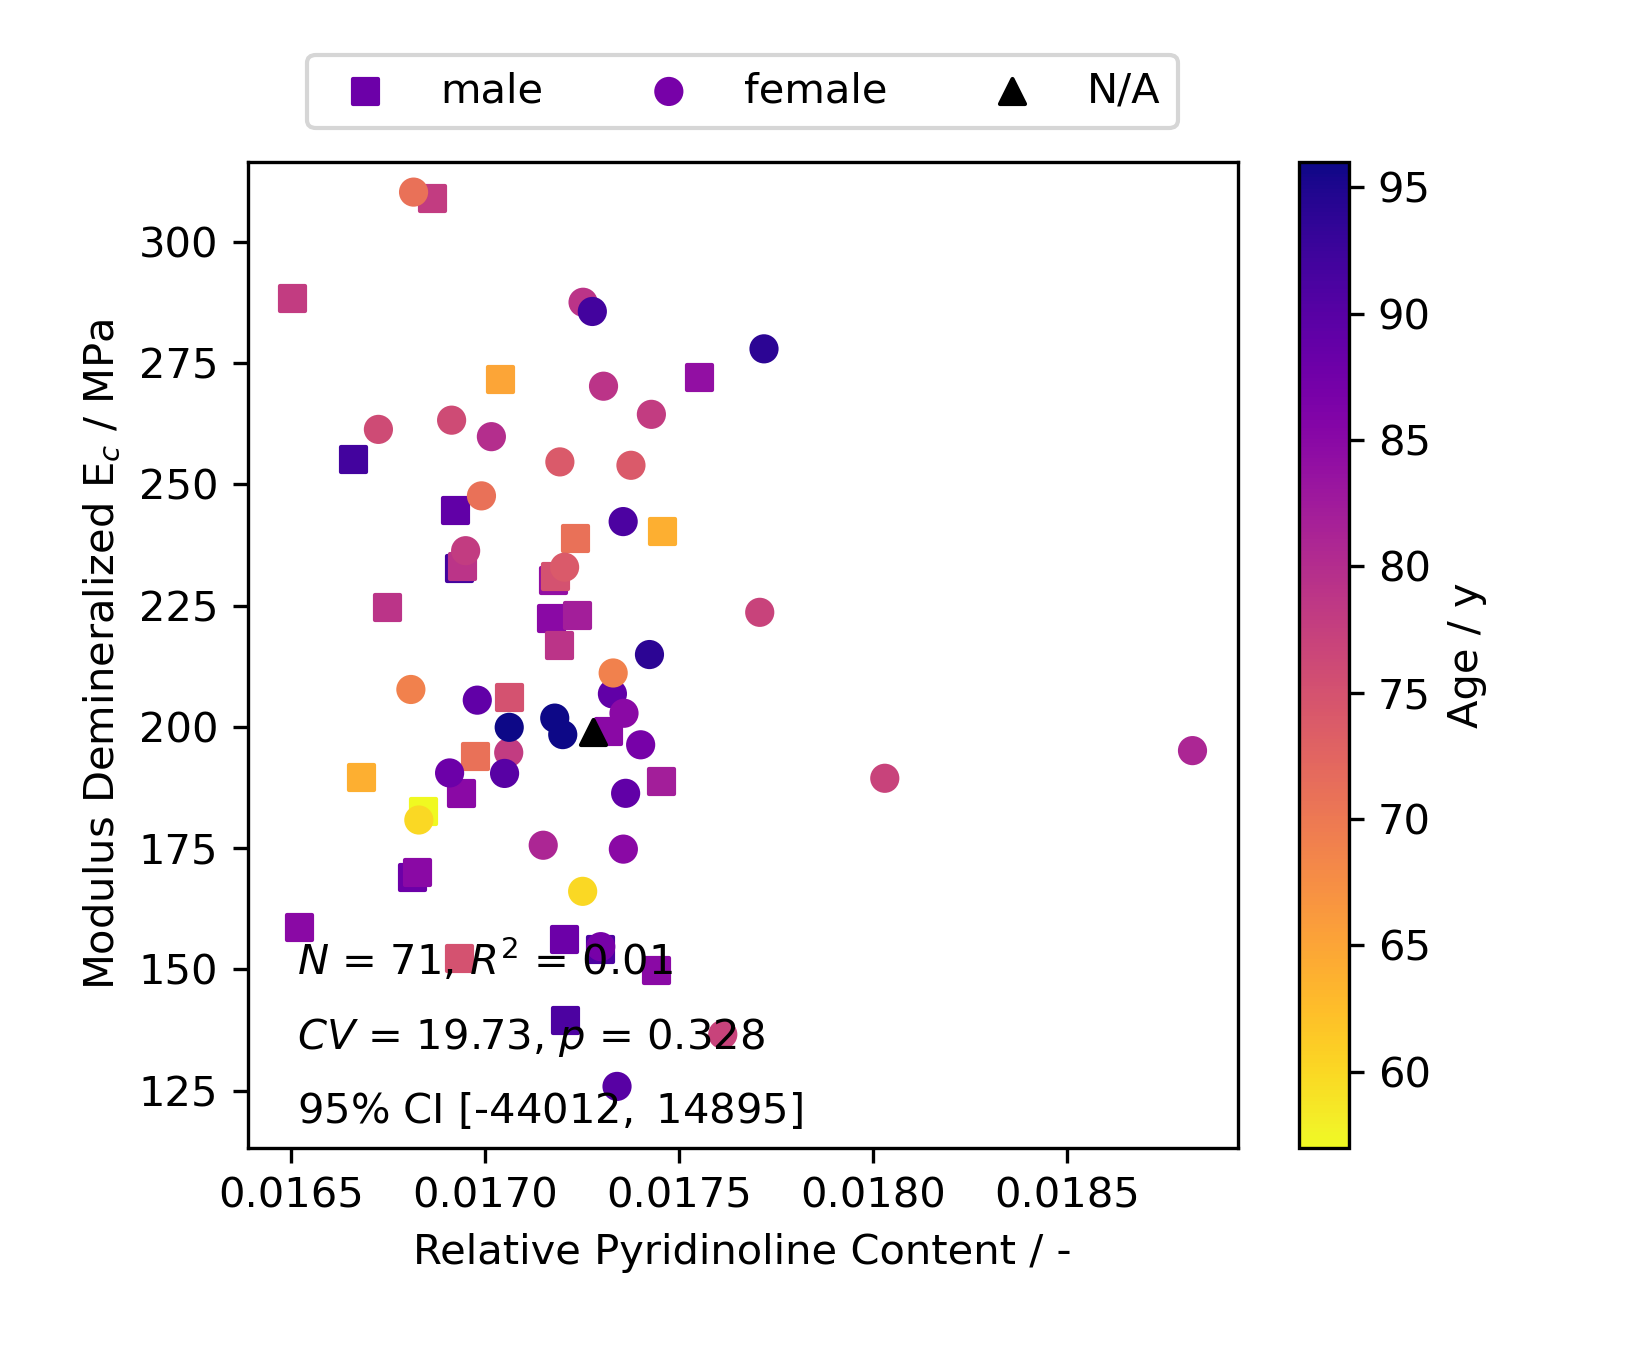 male female N/A
300
275
250
225
200
175
150
125
Modulus Demineralized E_c / MPa
N = 71, R² = 0.01
CV = 19.73, p = 0.328
95% CI [-44012, 14895]
0.0165 0.0170 0.0175 0.0180 0.0185
Relative Pyridinoline Content / -
95
90
85
80
75
70
65
60
Age / y